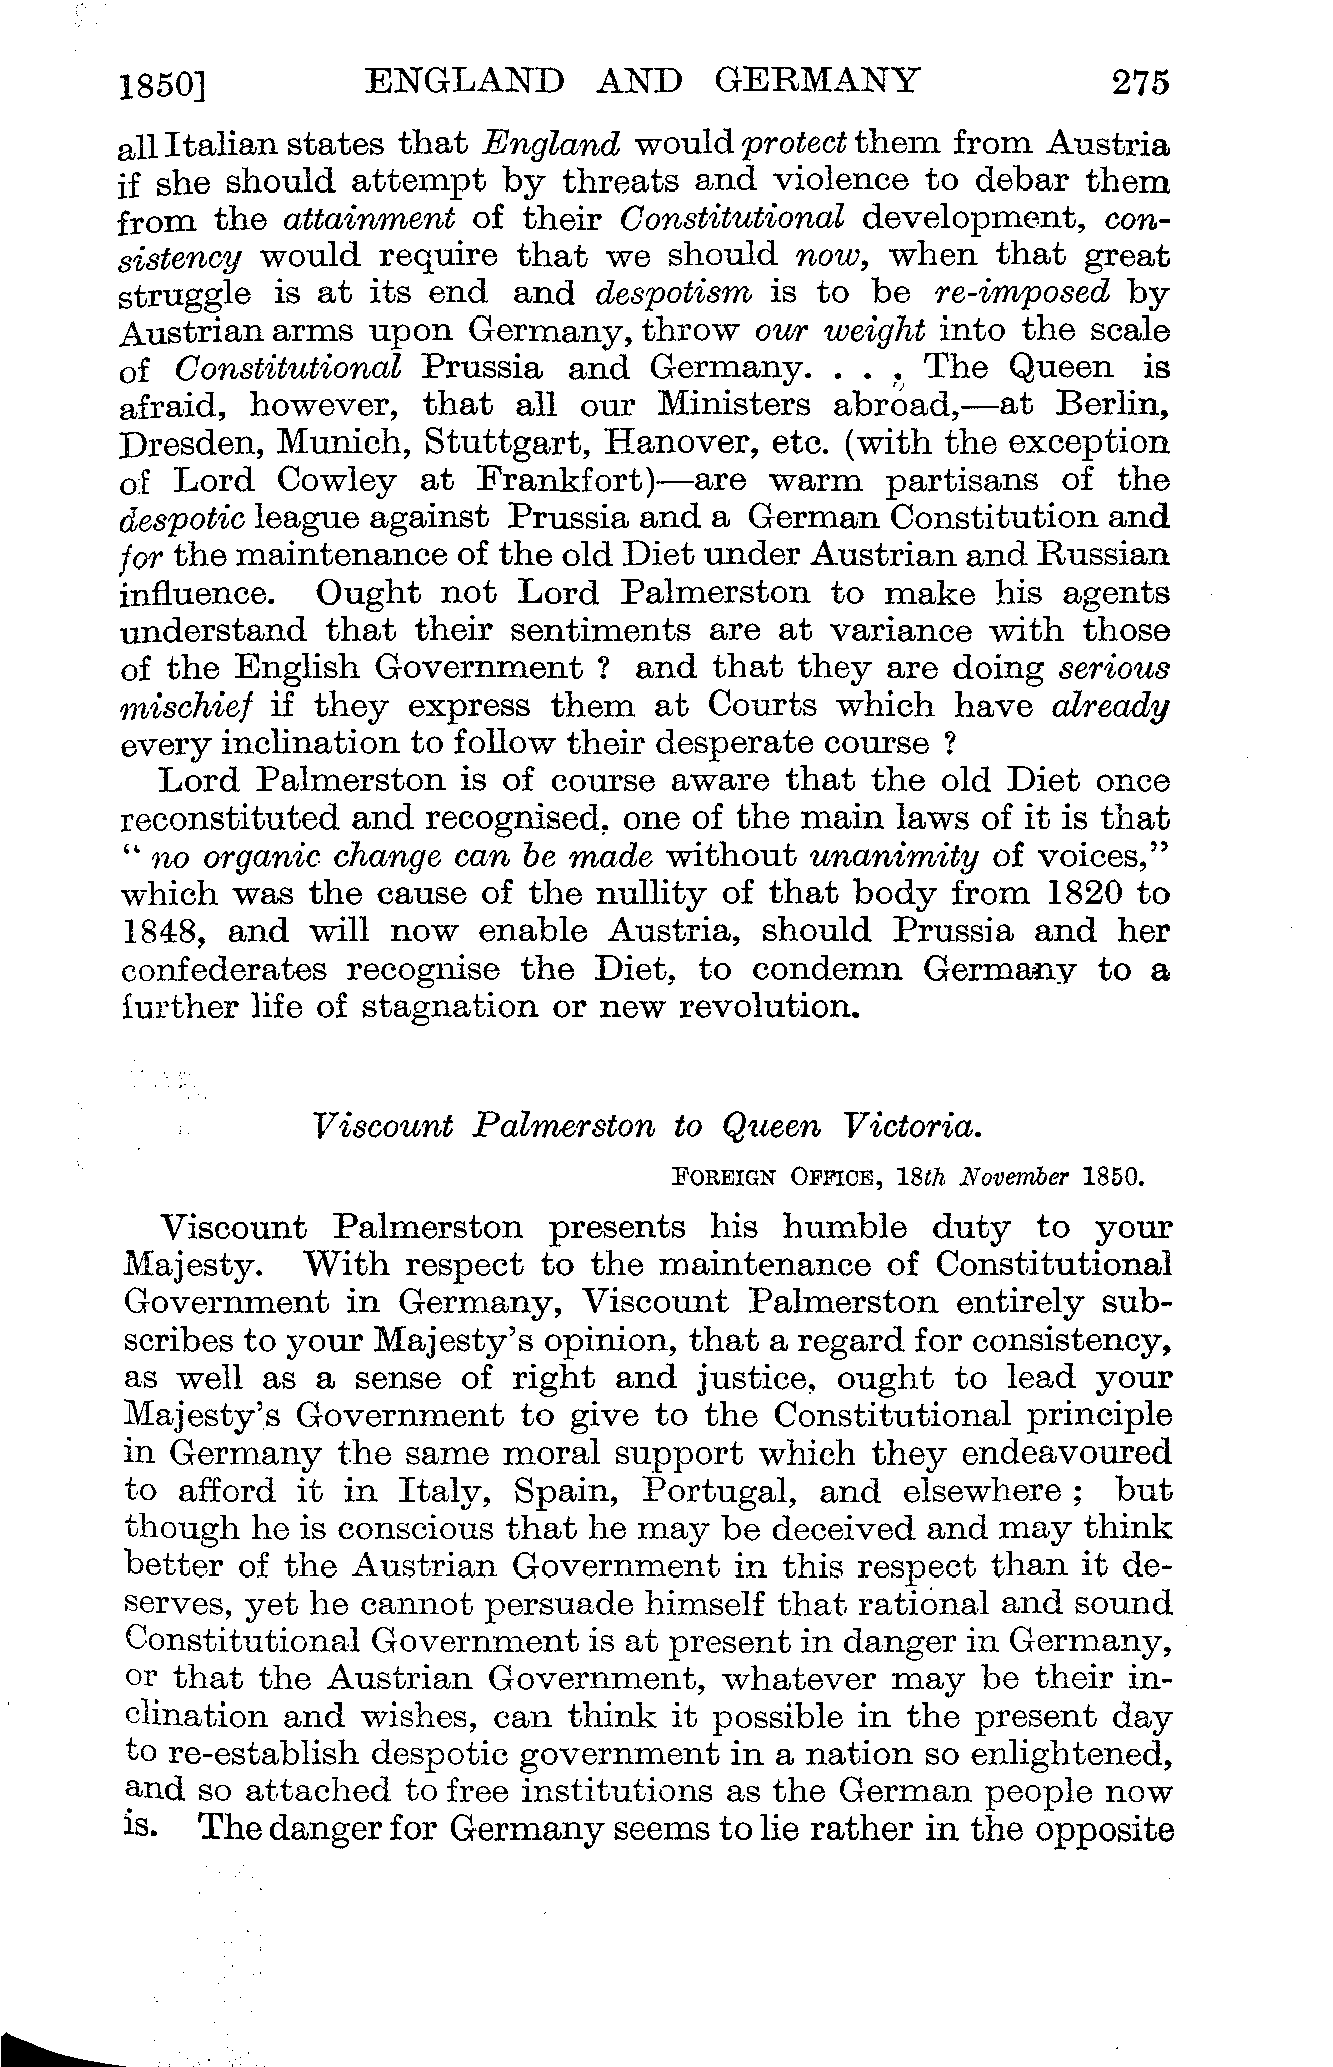 1850] ENGLAND AND GERMANY 275
all Italian states that England would protect them from Austria
if she should attempt by threats and violence to debar them
from the attainment of their Constitutional development, con-
sistency would require that we should now, when that great
struggle is at its end and despotism is to be re-imposed by
Austrian arms upon Germany, throw our weight into the scale
of Constitutional Prussia and Germany. . . . The Queen is
afraid, however, that all our Ministers abroad,—at Berlin,
Dresden, Munich, Stuttgart, Hanover, etc. (with the exception
of Lord Cowley at Frankfort)—are warm partisans of the
despotic league against Prussia and a German Constitution and
for the maintenance of the old Diet under Austrian and Russian
influence. Ought not Lord Palmerston to make his agents
understand that their sentiments are at variance with those
of the English Government ? and that they are doing serious
mischief if they express them at Courts which have already
every inclination to follow their desperate course ?
Lord Palmerston is of course aware that the old Diet once
reconstituted and recognised, one of the main laws of it is that
“ no organic change can be made without unanimity of voices,”
which was the cause of the nullity of that body from 1820 to
1848, and will now enable Austria, should Prussia and her
confederates recognise the Diet, to condemn Germany to a
further life of stagnation or new revolution.
Viscount Palmerston to Queen Victoria.
FOREIGN OFFICE, 18th November 1850.
Viscount Palmerston presents his humble duty to your
Majesty. With respect to the maintenance of Constitutional
Government in Germany, Viscount Palmerston entirely sub-
scribes to your Majesty's opinion, that a regard for consistency,
as well as a sense of right and justice, ought to lead your
Majesty's Government to give to the Constitutional principle
in Germany the same moral support which they endeavoured
to afford it in Italy, Spain, Portugal, and elsewhere ; but
though he is conscious that he may be deceived and may think
better of the Austrian Government in this respect than it de-
serves, yet he cannot persuade himself that rational and sound
Constitutional Government is at present in danger in Germany,
or that the Austrian Government, whatever may be their in-
clination and wishes, can think it possible in the present day
to re-establish despotic government in a nation so enlightened,
and so attached to free institutions as the German people now
is. The danger for Germany seems to lie rather in the opposite